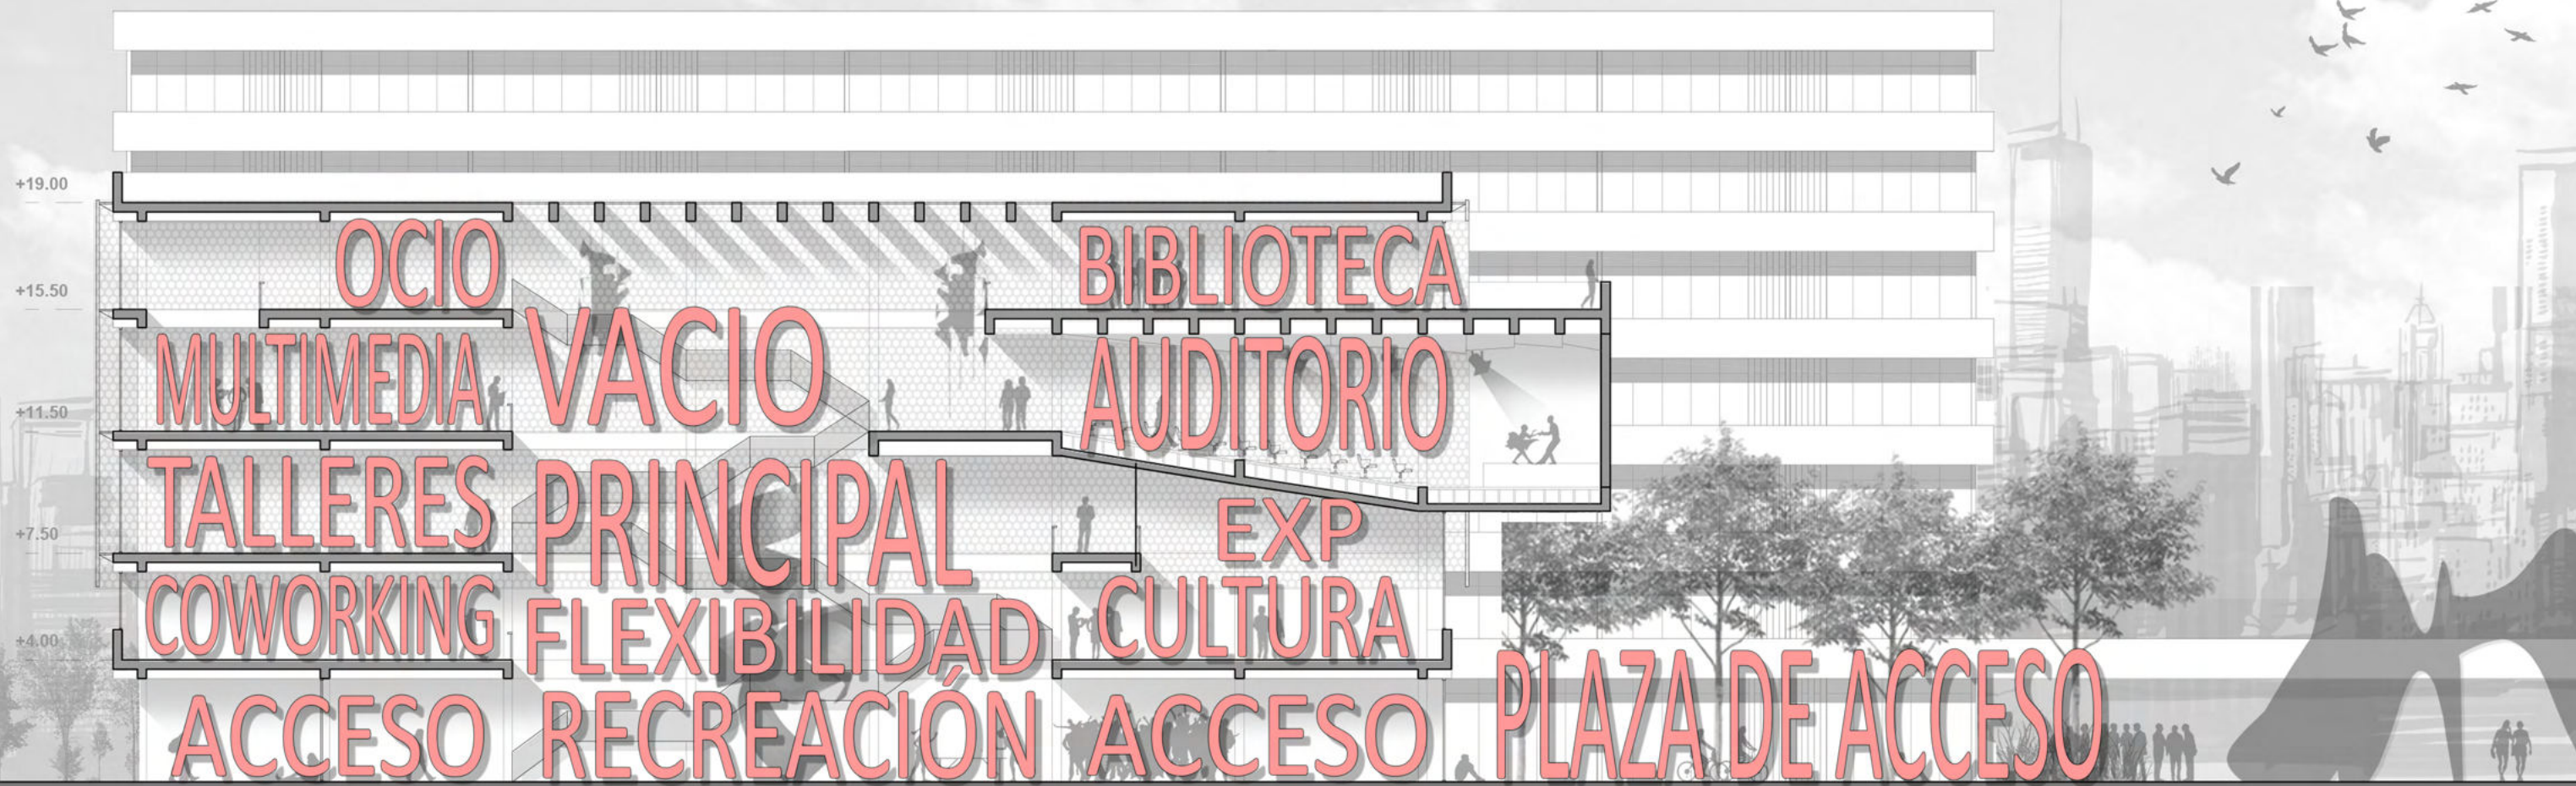 +19.00
OCIO
BIBLIOTECA
+15.50
MULTIMEDIA
VACIO
AUDITORIO
+11.50
TALLERES
PRINCIPAL
EXP
+7.50
COWORKING
FLEXIBILIDAD
CULTURA
+4.00
ACCESO
RECREACIÓN
ACCESO
PLAZA DE ACCESO